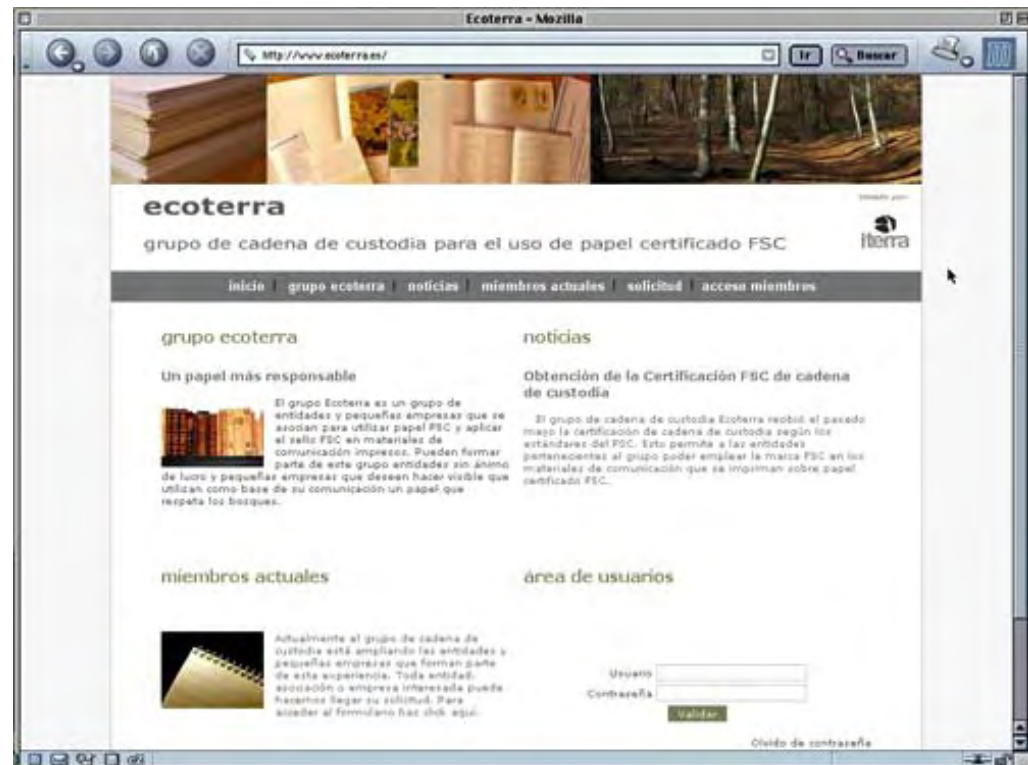 Ecoterra - Mozilla
http://www.ecoterra.es/
Ir
Buscar
ecoterra
grupo de cadena de custodia para el uso de papel certificado FSC
iterra
inicio | grupo ecoterra | noticias | miembros actuales | solicitud | acceso miembros
grupo ecoterra
Un papel más responsable
El grupo Ecoterra es un grupo de
entidades y pequeñas empresas que se
asocian para utilizar papel FSC y aplicar
el sello FSC en materiales de
comunicación impresos. Pueden formar
parte de este grupo entidades sin ánimo
de lucro y pequeñas empresas que deseen hacer visible que
utilizan como base de su comunicación un papel que
respeta los bosques.
noticias
Obtención de la Certificación FSC de cadena
de custodia
El grupo de cadena de custodia Ecoterra recibió el pasado
mayo la certificación de cadena de custodia según los
estándares del FSC. Esto permite a las entidades
pertenecientes al grupo poder emplear la marca FSC en los
materiales de comunicación que se impriman sobre papel
certificado FSC.
miembros actuales
Actualmente el grupo de cadena de
custodia está ampliando las entidades y
pequeñas empresas que forman parte
de esta experiencia. Toda entidad,
asociación o empresa interesada puede
hacernos llegar su solicitud. Para
acceder al formulario haz click aquí.
área de usuarios
Usuario
Contraseña
Validar
Olvido de contraseña